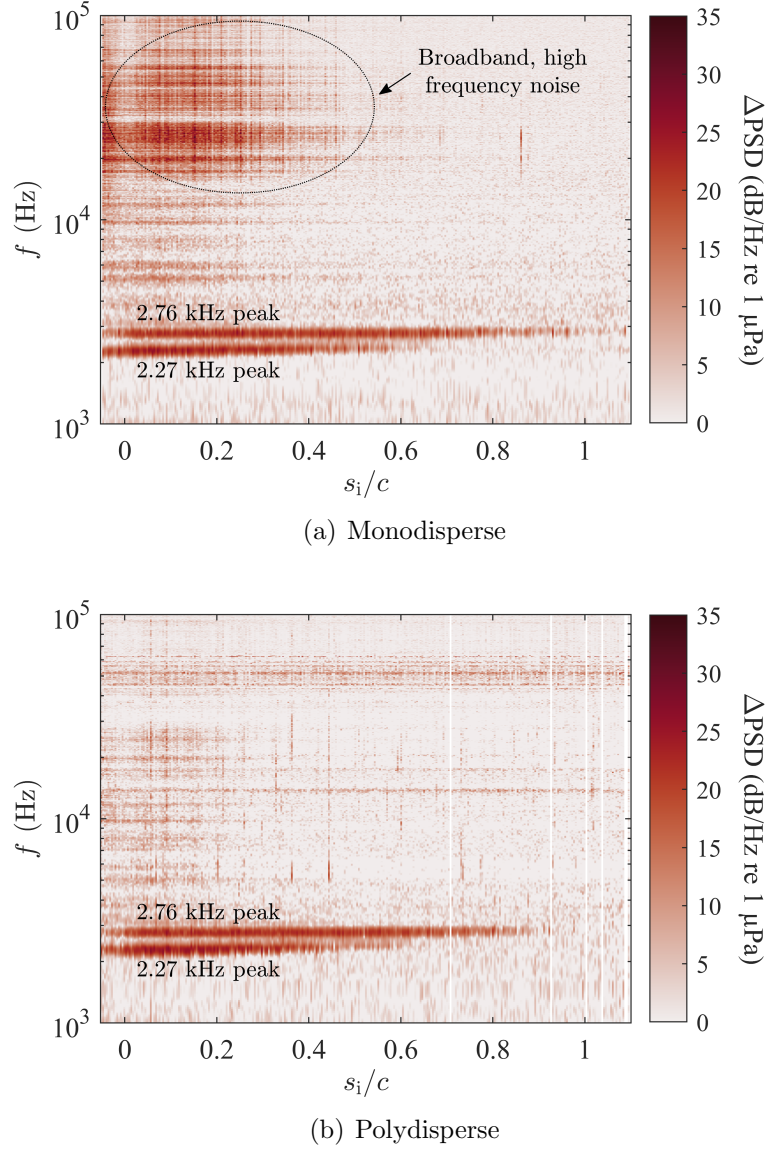 10^5
10^4
10^3
f (Hz)
Broadband, high
frequency noise
2.76 kHz peak
2.27 kHz peak
0 0.2 0.4 0.6 0.8 1
s_i/c
35
30
25
20
15
10
5
0
ΔPSD (dB/Hz re 1 μPa)
(a) Monodisperse
10^5
10^4
10^3
f (Hz)
2.76 kHz peak
2.27 kHz peak
0 0.2 0.4 0.6 0.8 1
s_i/c
35
30
25
20
15
10
5
0
ΔPSD (dB/Hz re 1 μPa)
(b) Polydisperse